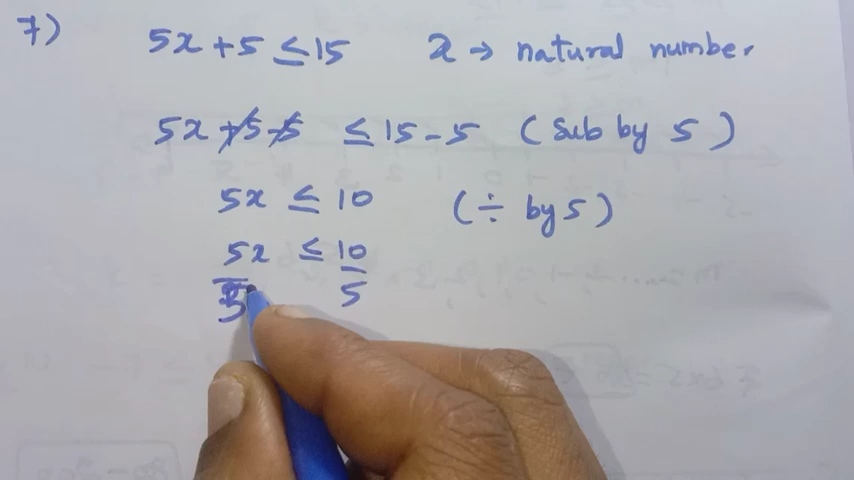 7) 5x + 5 ≤ 15 x → natural number.
5x + 5 - 5 ≤ 15 - 5 (Sub by 5)
5x ≤ 10 (÷ by 5)
5x ≤ 10
5 5